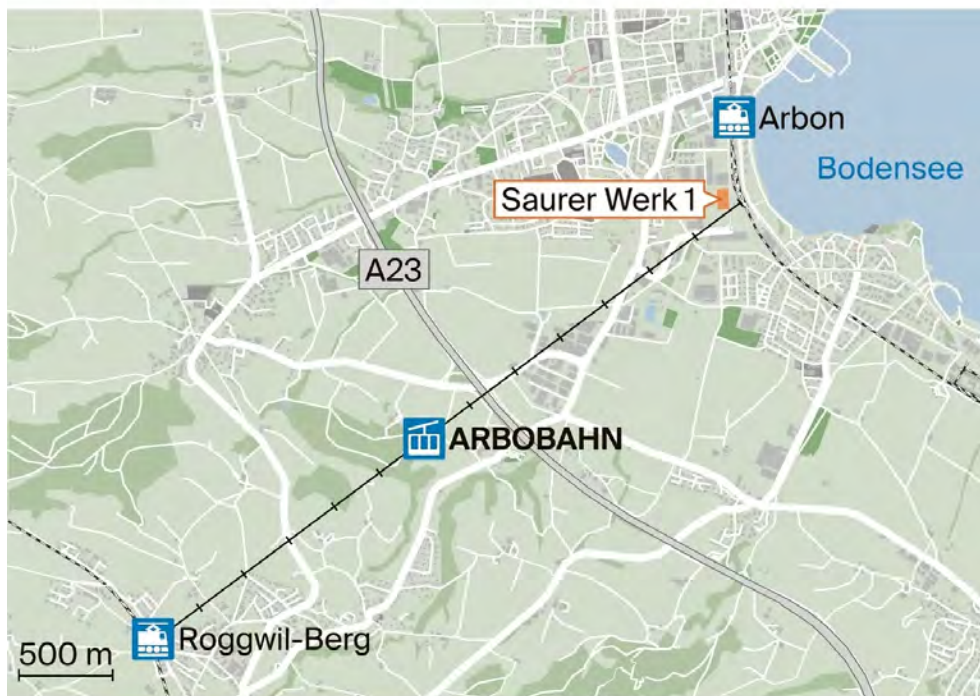 Arbon
Bodensee
Saurer Werk 1
A23
ARBOBAHN
Roggwil-Berg
500 m